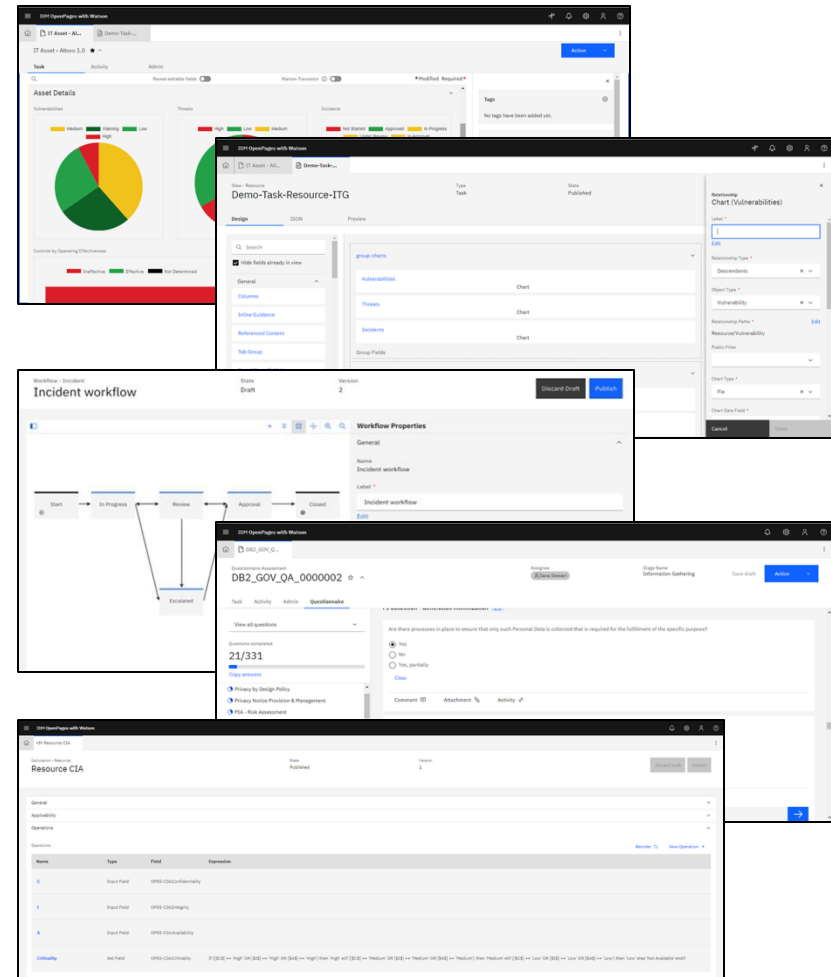 IBM OpenPages with Watson
IT Asset - Al... Demo-Task-...
IT Asset • Altoro 1.0
Action
Task Activity Admin
Reveal editable fields Watson Translator *Modified Required*
Asset Details
Vulnerabilities Threats Incidents
Medium Warning Low
High
High Low Medium
Not Started Approved In Progress
Under Review In Approval
Controls by Operating Effectiveness
Ineffective Effective Not Determined
Tags
No tags have been added yet.
IBM OpenPages with Watson
IT Asset - Alt... Demo-Task-...
View - Resource
Demo-Task-Resource-ITG
Type
Task
State
Published
Design JSON Preview
Search
Hide fields already in view
General
Columns
Inline Guidance
Referenced Content
Tab Group
group charts
Vulnerabilities
Chart
Threats
Chart
Incidents
Chart
Group Fields
Relationship
Chart (Vulnerabilities)
Label *
Edit
Relationship Type *
Descendants
Object Type *
Vulnerability
Relationship Paths * Edit
Resource/Vulnerability
Public Filter
Chart Type *
Pie
Chart Data Field *
Cancel Done
Workflow - Incident
Incident workflow
State
Draft
Version
2
Discard Draft Publish
Start In Progress Review Approval Closed
Escalated
Workflow Properties
General
Name
Incident workflow
Label *
Incident workflow
Edit
IBM OpenPages with Watson
DB2_GOV_Q...
Questionnaire Assessment
DB2_GOV_QA_0000002
Assignee
Dana Stewart
Stage Name
Information Gathering
Save draft Action
Task Activity Admin Questionnaire
View all questions
Questions completed
21/331
Copy answers
Privacy by Design Policy
Privacy Notice Provision & Management
PIA - Risk Assessment
Are there processes in place to ensure that only such Personal Data is collected that is required for the fulfillment of the specific purpose?
Yes
No
Yes, partially
Clear
Comment Attachment Activity
IBM OpenPages with Watson
Resource CIA
Calculation - Resource
Resource CIA
State
Published
Version
1
Discard Draft Publish
General
Applicability
Operations
Operations
Reorder New Operation +
Name Type Field Expression
C Input Field OPSS-CIA:Confidentiality
I Input Field OPSS-CIA:Integrity
A Input Field OPSS-CIA:Availability
Criticality Set Field OPSS-CIA:Criticality